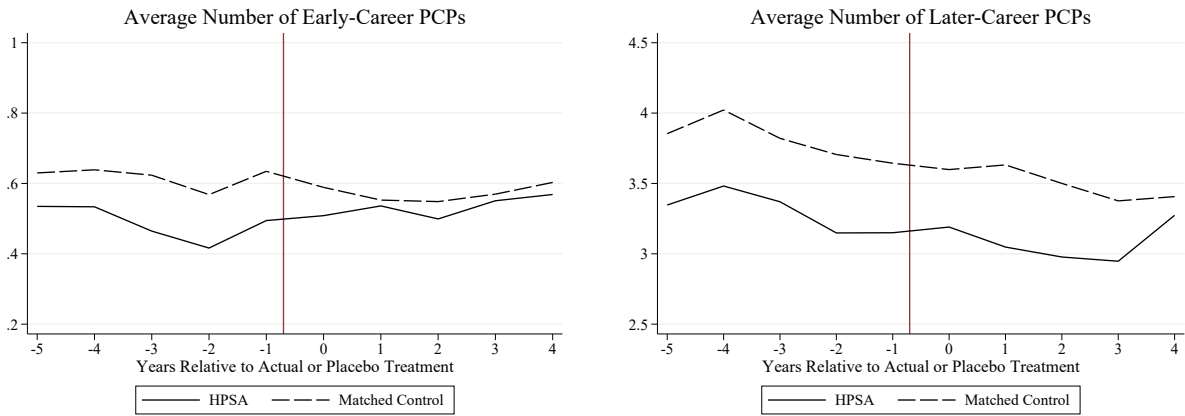 Average Number of Early-Career PCPs
1
.8
.6
.4
.2
-5 -4 -3 -2 -1 0 1 2 3 4
Years Relative to Actual or Placebo Treatment
HPSA Matched Control
Average Number of Later-Career PCPs
4.5
4
3.5
3
2.5
-5 -4 -3 -2 -1 0 1 2 3 4
Years Relative to Actual or Placebo Treatment
HPSA Matched Control